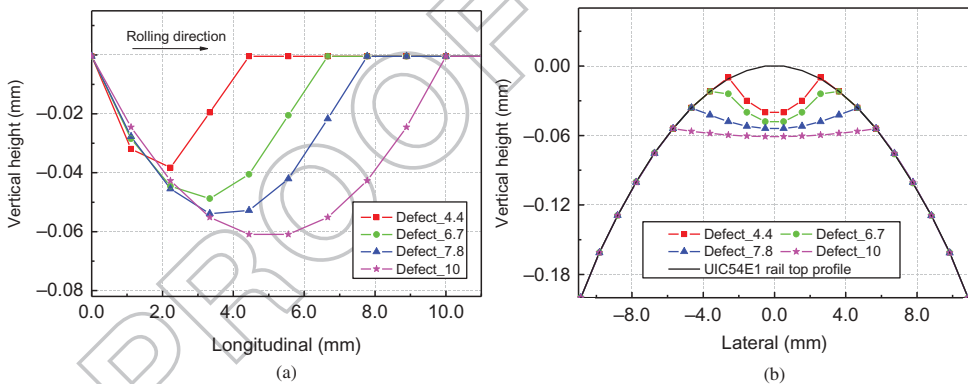 (a)
Rolling direction
0.00
−0.02
−0.04
−0.06
−0.08
Vertical height (mm)
Defect_4.4
Defect_6.7
Defect_7.8
Defect_10
0.0 2.0 4.0 6.0 8.0 10.0
Longitudinal (mm)
(a)
(b)
0.00
−0.06
−0.12
−0.18
Vertical height (mm)
Defect_4.4 Defect_6.7
Defect_7.8 Defect_10
UIC54E1 rail top profile
−8.0 −4.0 0.0 4.0 8.0
Lateral (mm)
(b)
PROOF